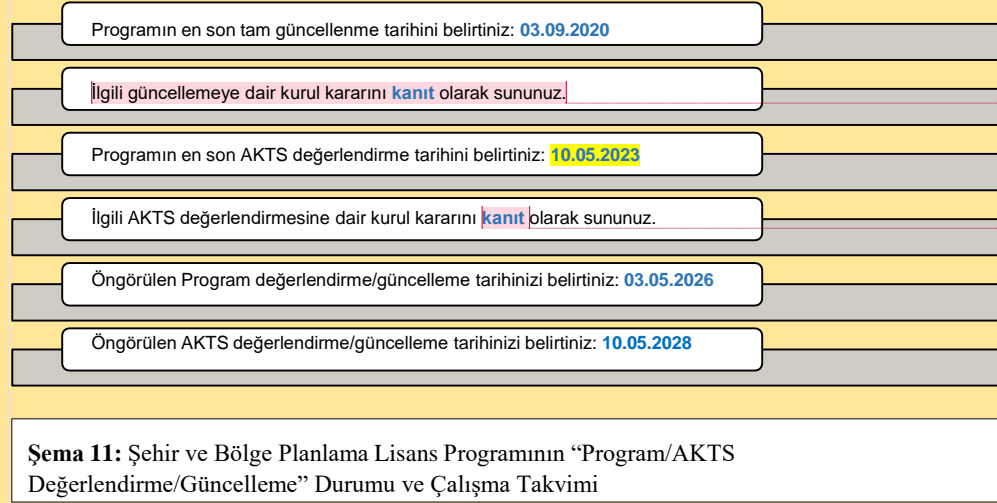 Programın en son tam güncellenme tarihini belirtiniz: 03.09.2020
İlgili güncellemeye dair kurul kararını kanıt olarak sununuz.
Programın en son AKTS değerlendirme tarihini belirtiniz: 10.05.2023
İlgili AKTS değerlendirmesine dair kurul kararını kanıt olarak sununuz.
Öngörülen Program değerlendirme/güncelleme tarihinizi belirtiniz: 03.05.2026
Öngörülen AKTS değerlendirme/güncelleme tarihinizi belirtiniz: 10.05.2028
Şema 11: Şehir ve Bölge Planlama Lisans Programının “Program/AKTS
Değerlendirme/Güncelleme” Durumu ve Çalışma Takvimi